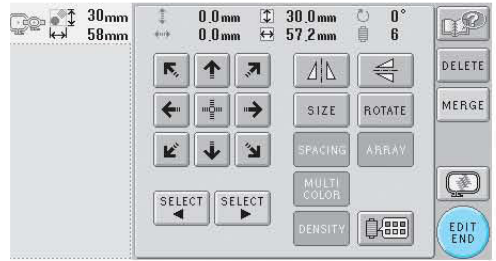 30mm 0.0mm 30.0mm 0°
58mm 0.0mm 57.2mm 6
DELETE
SIZE ROTATE MERGE
SPACING ARRAY
MULTI
COLOR
SELECT SELECT
DENSITY
EDIT
END